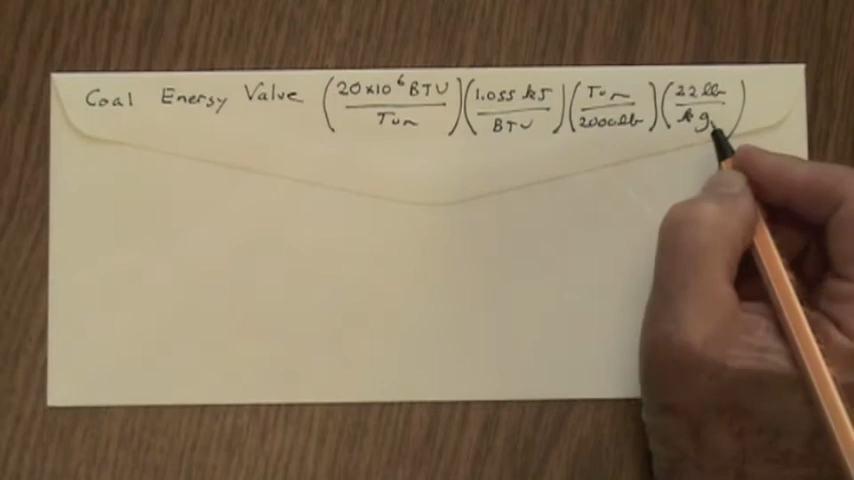 Coal Energy Value (20×10⁶ BTU / Ton) (1.055 kJ / BTU) (Ton / 2000 lb) (2.2 lb / kg)